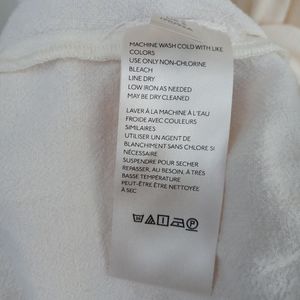 MACHINE WASH COLD WITH LIKE
COLORS
USE ONLY NON-CHLORINE
BLEACH
LINE DRY
LOW IRON AS NEEDED
MAY BE DRY CLEANED
LAVER À LA MACHINE À L'EAU
FROIDE AVEC COULEURS
SIMILAIRES
UTILISER UN AGENT DE
BLANCHIMENT SANS CHLORE SI
NÉCESSAIRE
SUSPENDRE POUR SECHER
REPASSER, AU BESOIN, À TRÈS
BASSE TEMPÉRATURE
PEUT-ÊTRE ÊTRE NETTOYÉE
À SEC